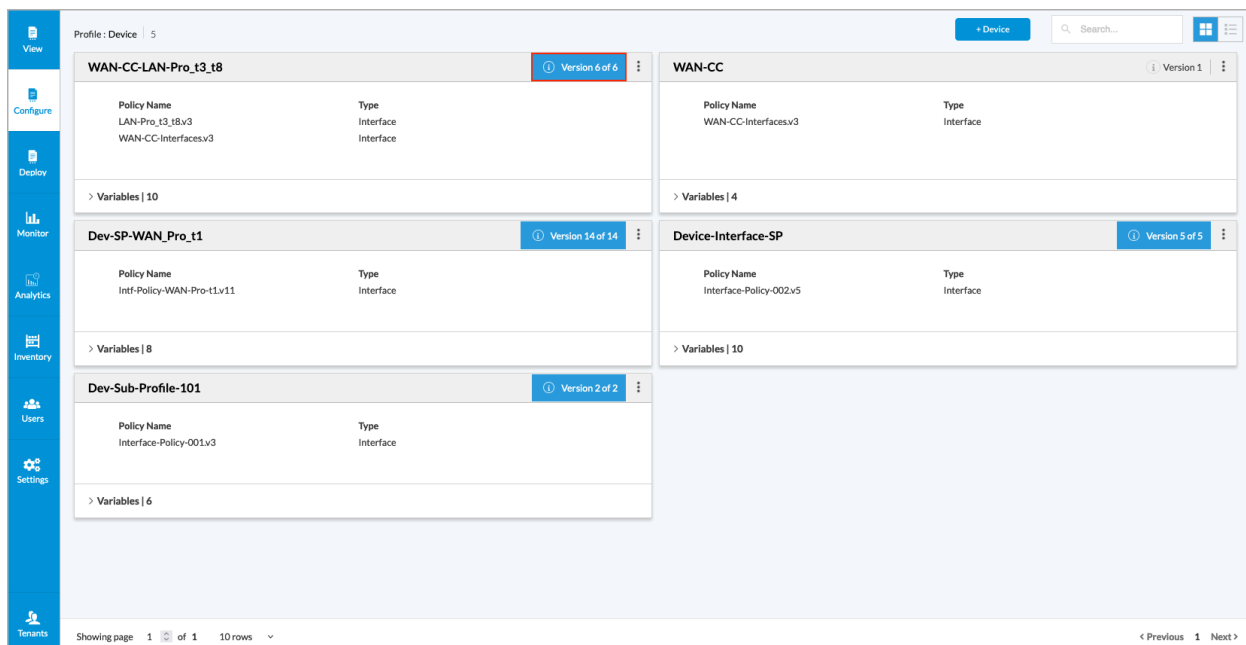 View
Configure
Deploy
Monitor
Analytics
Inventory
Users
Settings
Tenants
Profile : Device | 5
+ Device
Search...
WAN-CC-LAN-Pro_t3_t8
Version 6 of 6
Policy Name Type
LAN-Pro_t3_t8.v3 Interface
WAN-CC-Interfaces.v3 Interface
> Variables | 10
WAN-CC
Version 1
Policy Name Type
WAN-CC-Interfaces.v3 Interface
> Variables | 4
Dev-SP-WAN_Pro_t1
Version 14 of 14
Policy Name Type
Intf-Policy-WAN-Pro-t1.v11 Interface
> Variables | 8
Device-Interface-SP
Version 5 of 5
Policy Name Type
Interface-Policy-002.v5 Interface
> Variables | 10
Dev-Sub-Profile-101
Version 2 of 2
Policy Name Type
Interface-Policy-001.v3 Interface
> Variables | 6
Showing page 1 of 1 10 rows
< Previous 1 Next >